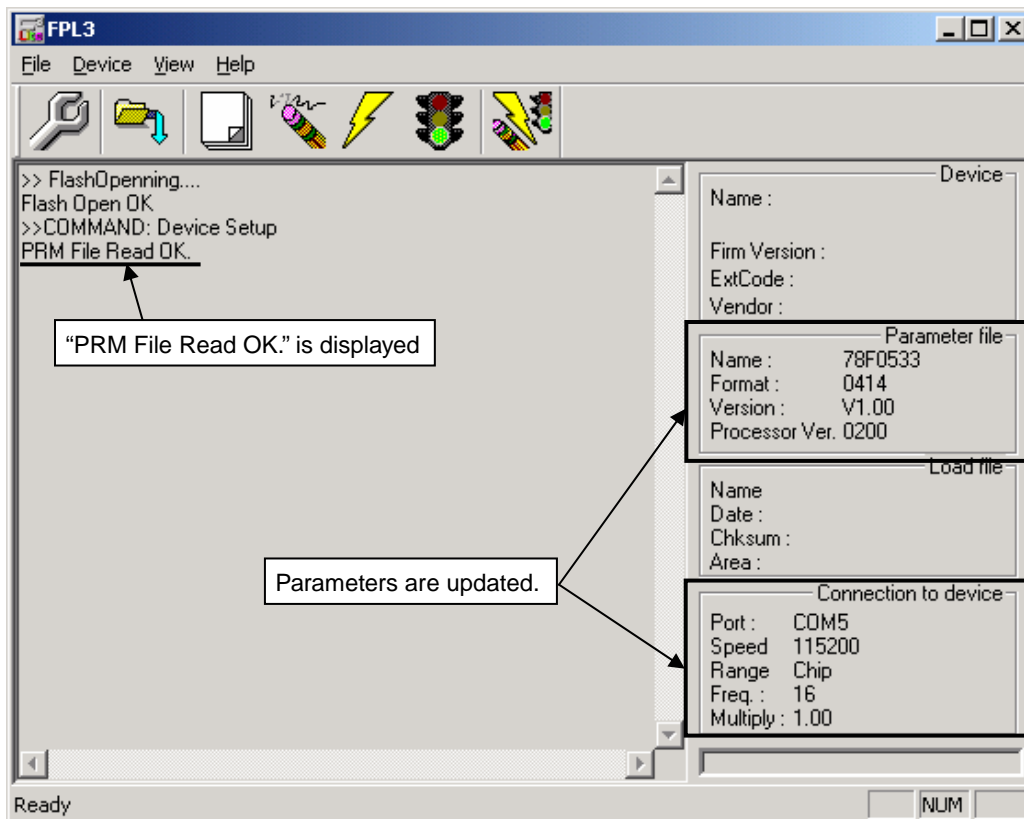 FPL3
File Device View Help
>> FlashOpenning....
Flash Open OK
>>COMMAND: Device Setup
PRM File Read OK.
“PRM File Read OK.” is displayed
Parameters are updated.
Device
Name :
Firm Version :
ExtCode :
Vendor :
Parameter file
Name : 78F0533
Format : 0414
Version : V1.00
Processor Ver. 0200
Load file
Name
Date :
Chksum :
Area :
Connection to device
Port : COM5
Speed 115200
Range Chip
Freq. : 16
Multiply : 1.00
Ready
NUM